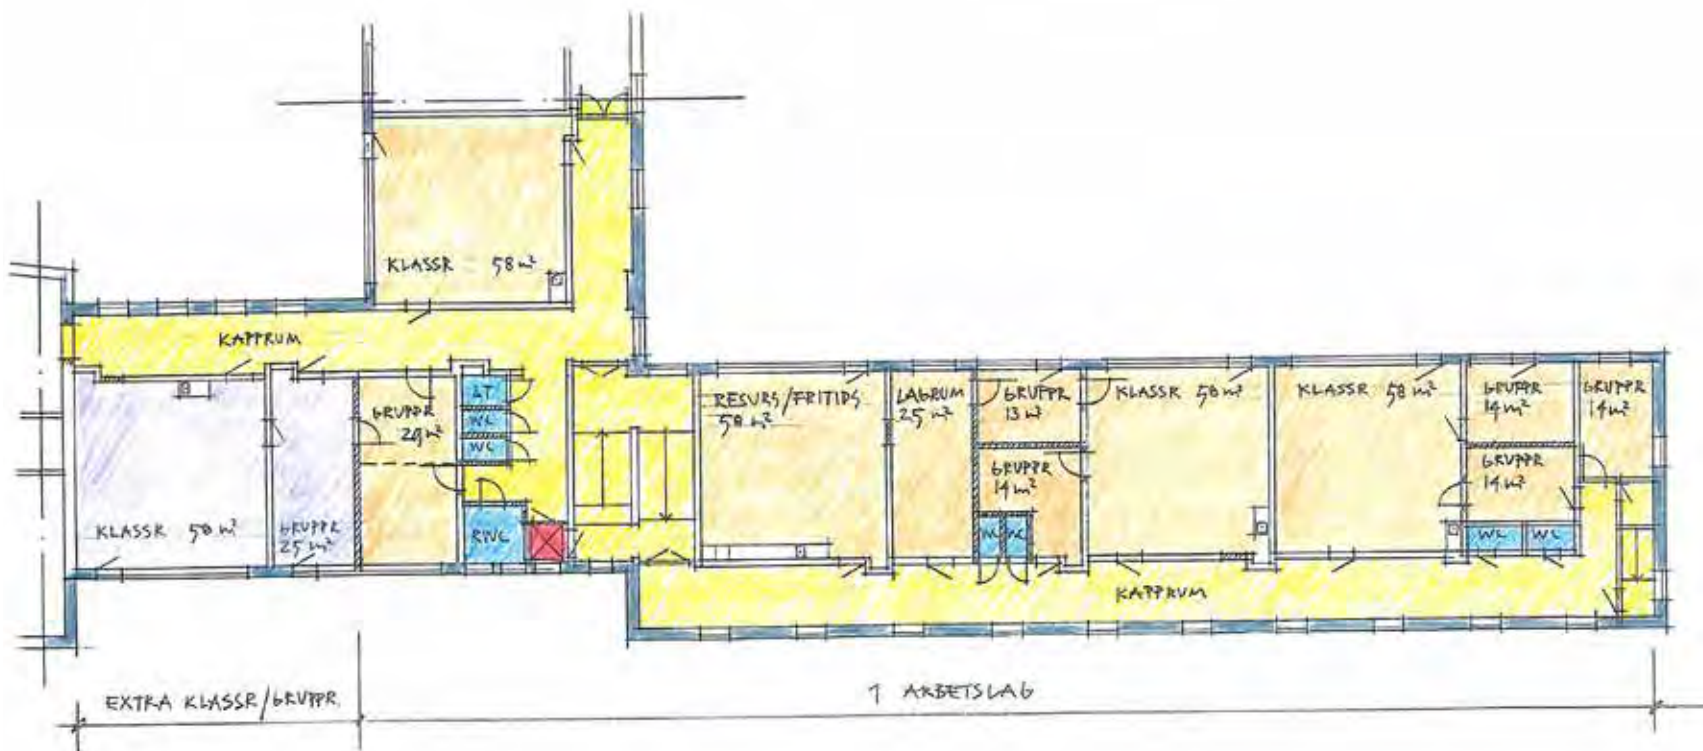 KLASSR 58 m²
KAPPRUM
KLASSR 58 m²
GRUPPR
25 m²
GRUPPR
29 m²
LT
WC
WC
RWC
RESURS/FRITIDS
58 m²
LAGRUM
25 m²
GRUPPR
13 m²
GRUPPR
14 m²
WC
WC
KLASSR 58 m²
KLASSR 58 m²
GRUPPR
14 m²
GRUPPR
14 m²
GRUPPR
14 m²
WC
WC
KAPPRUM
EXTRA KLASSR/GRUPPR
1 ARBETSLAG